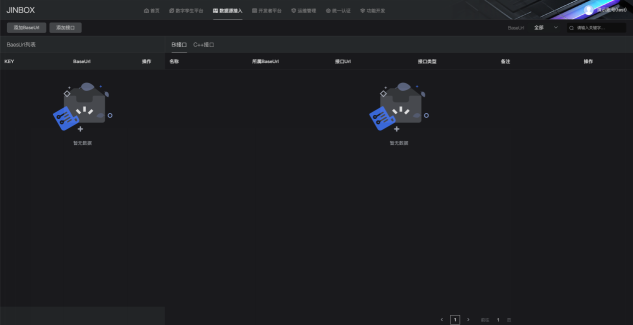 JINBOX
首页 数字孪生平台 数据源接入 开发者平台 运维管理 统一认证 功能开发
添加BaseUrl 添加接口
BaseUrl 全部 请输入关键字...
BaseUrl列表
B接口 C++接口
KEY BaseUrl 操作
名称 所属BaseUrl 接口Url 接口类型 备注 操作
暂无数据
暂无数据
1 1 页